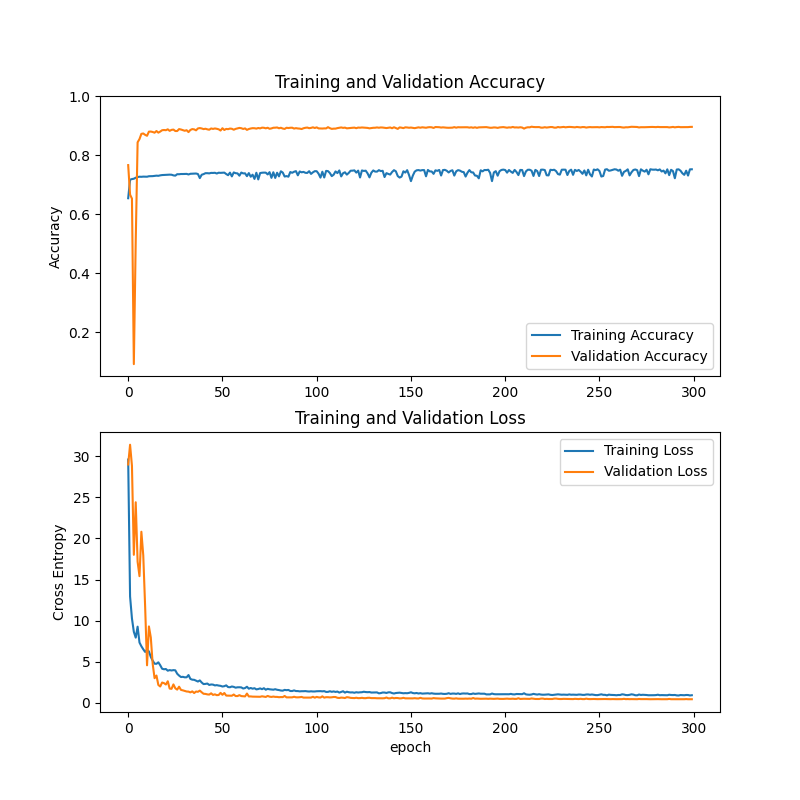 Training and Validation Accuracy
Accuracy
1.0
0.8
0.6
0.4
0.2
Training Accuracy
Validation Accuracy
0 50 100 150 200 250 300
Training and Validation Loss
Cross Entropy
30
25
20
15
10
5
0
Training Loss
Validation Loss
0 50 100 150 200 250 300
epoch